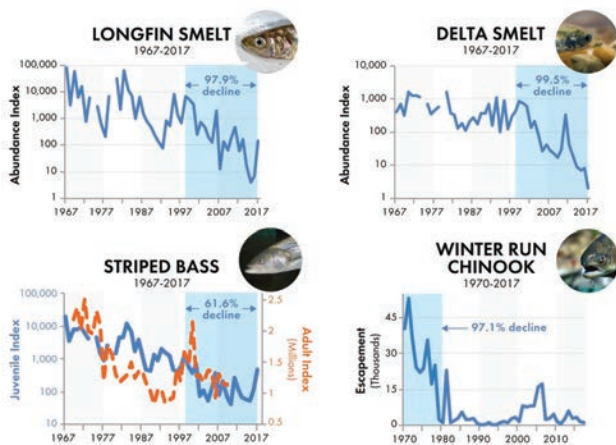 LONGFIN SMELT
1967-2017
Abundance Index
100,000
10,000
1,000
100
10
1
97.9%
decline
1967 1977 1987 1997 2007 2017
DELTA SMELT
1967-2017
Abundance Index
100,000
10,000
1,000
100
10
1
99.5%
decline
1967 1977 1987 1997 2007 2017
STRIPED BASS
1967-2017
Juvenile Index
100,000
10,000
1,000
100
10
61.6%
decline
2.5
2.0
1.5
1.0
0.5
Adult Index
(Millions)
1967 1977 1987 1997 2007 2017
WINTER RUN
CHINOOK
1970-2017
Escapement
(Thousands)
45
30
15
0
97.1% decline
1970 1980 1990 2000 2010